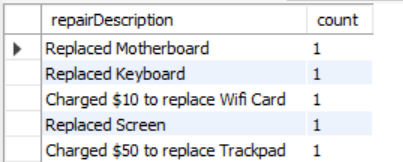 repairDescription count
Replaced Motherboard 1
Replaced Keyboard 1
Charged $10 to replace Wifi Card 1
Replaced Screen 1
Charged $50 to replace Trackpad 1